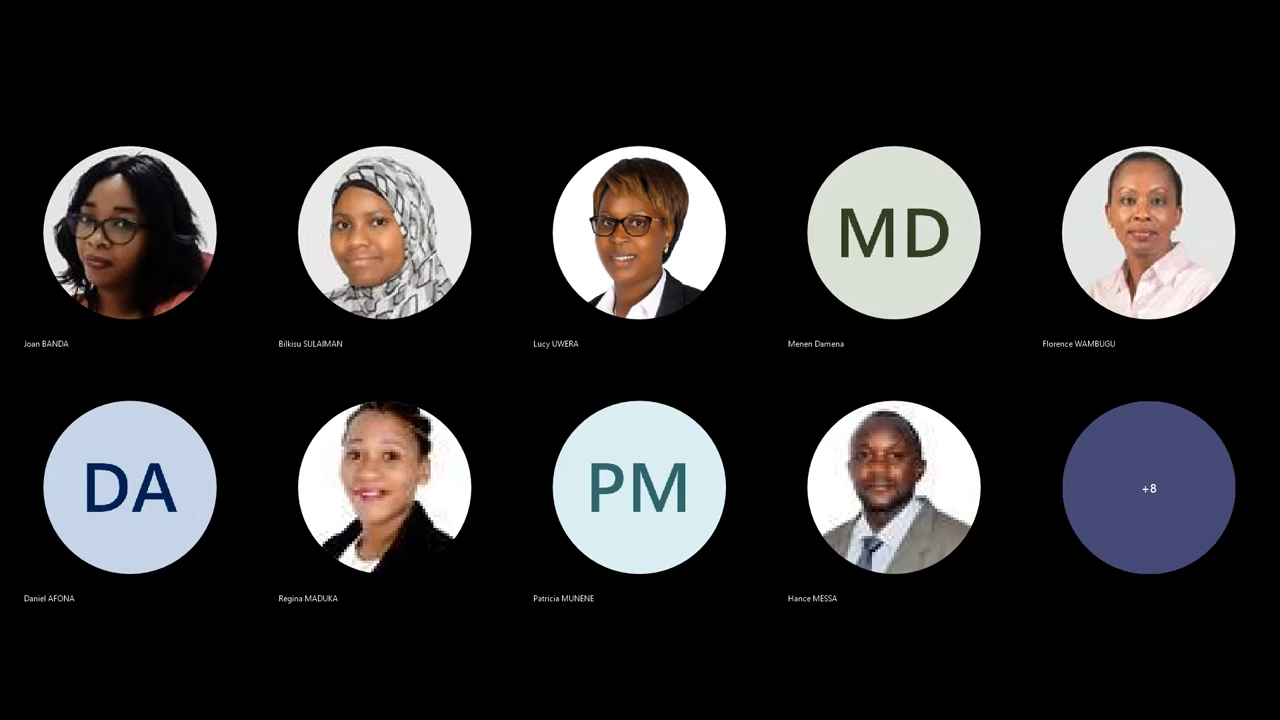 MD
Joan BANDA
Bilkisu SULAIMAN
Lucy UWERA
Menen Damena
Florence WAMBUGU
DA
PM
+8
Daniel AFONA
Regina MADUKA
Patricia MUNENE
Hance MESSA